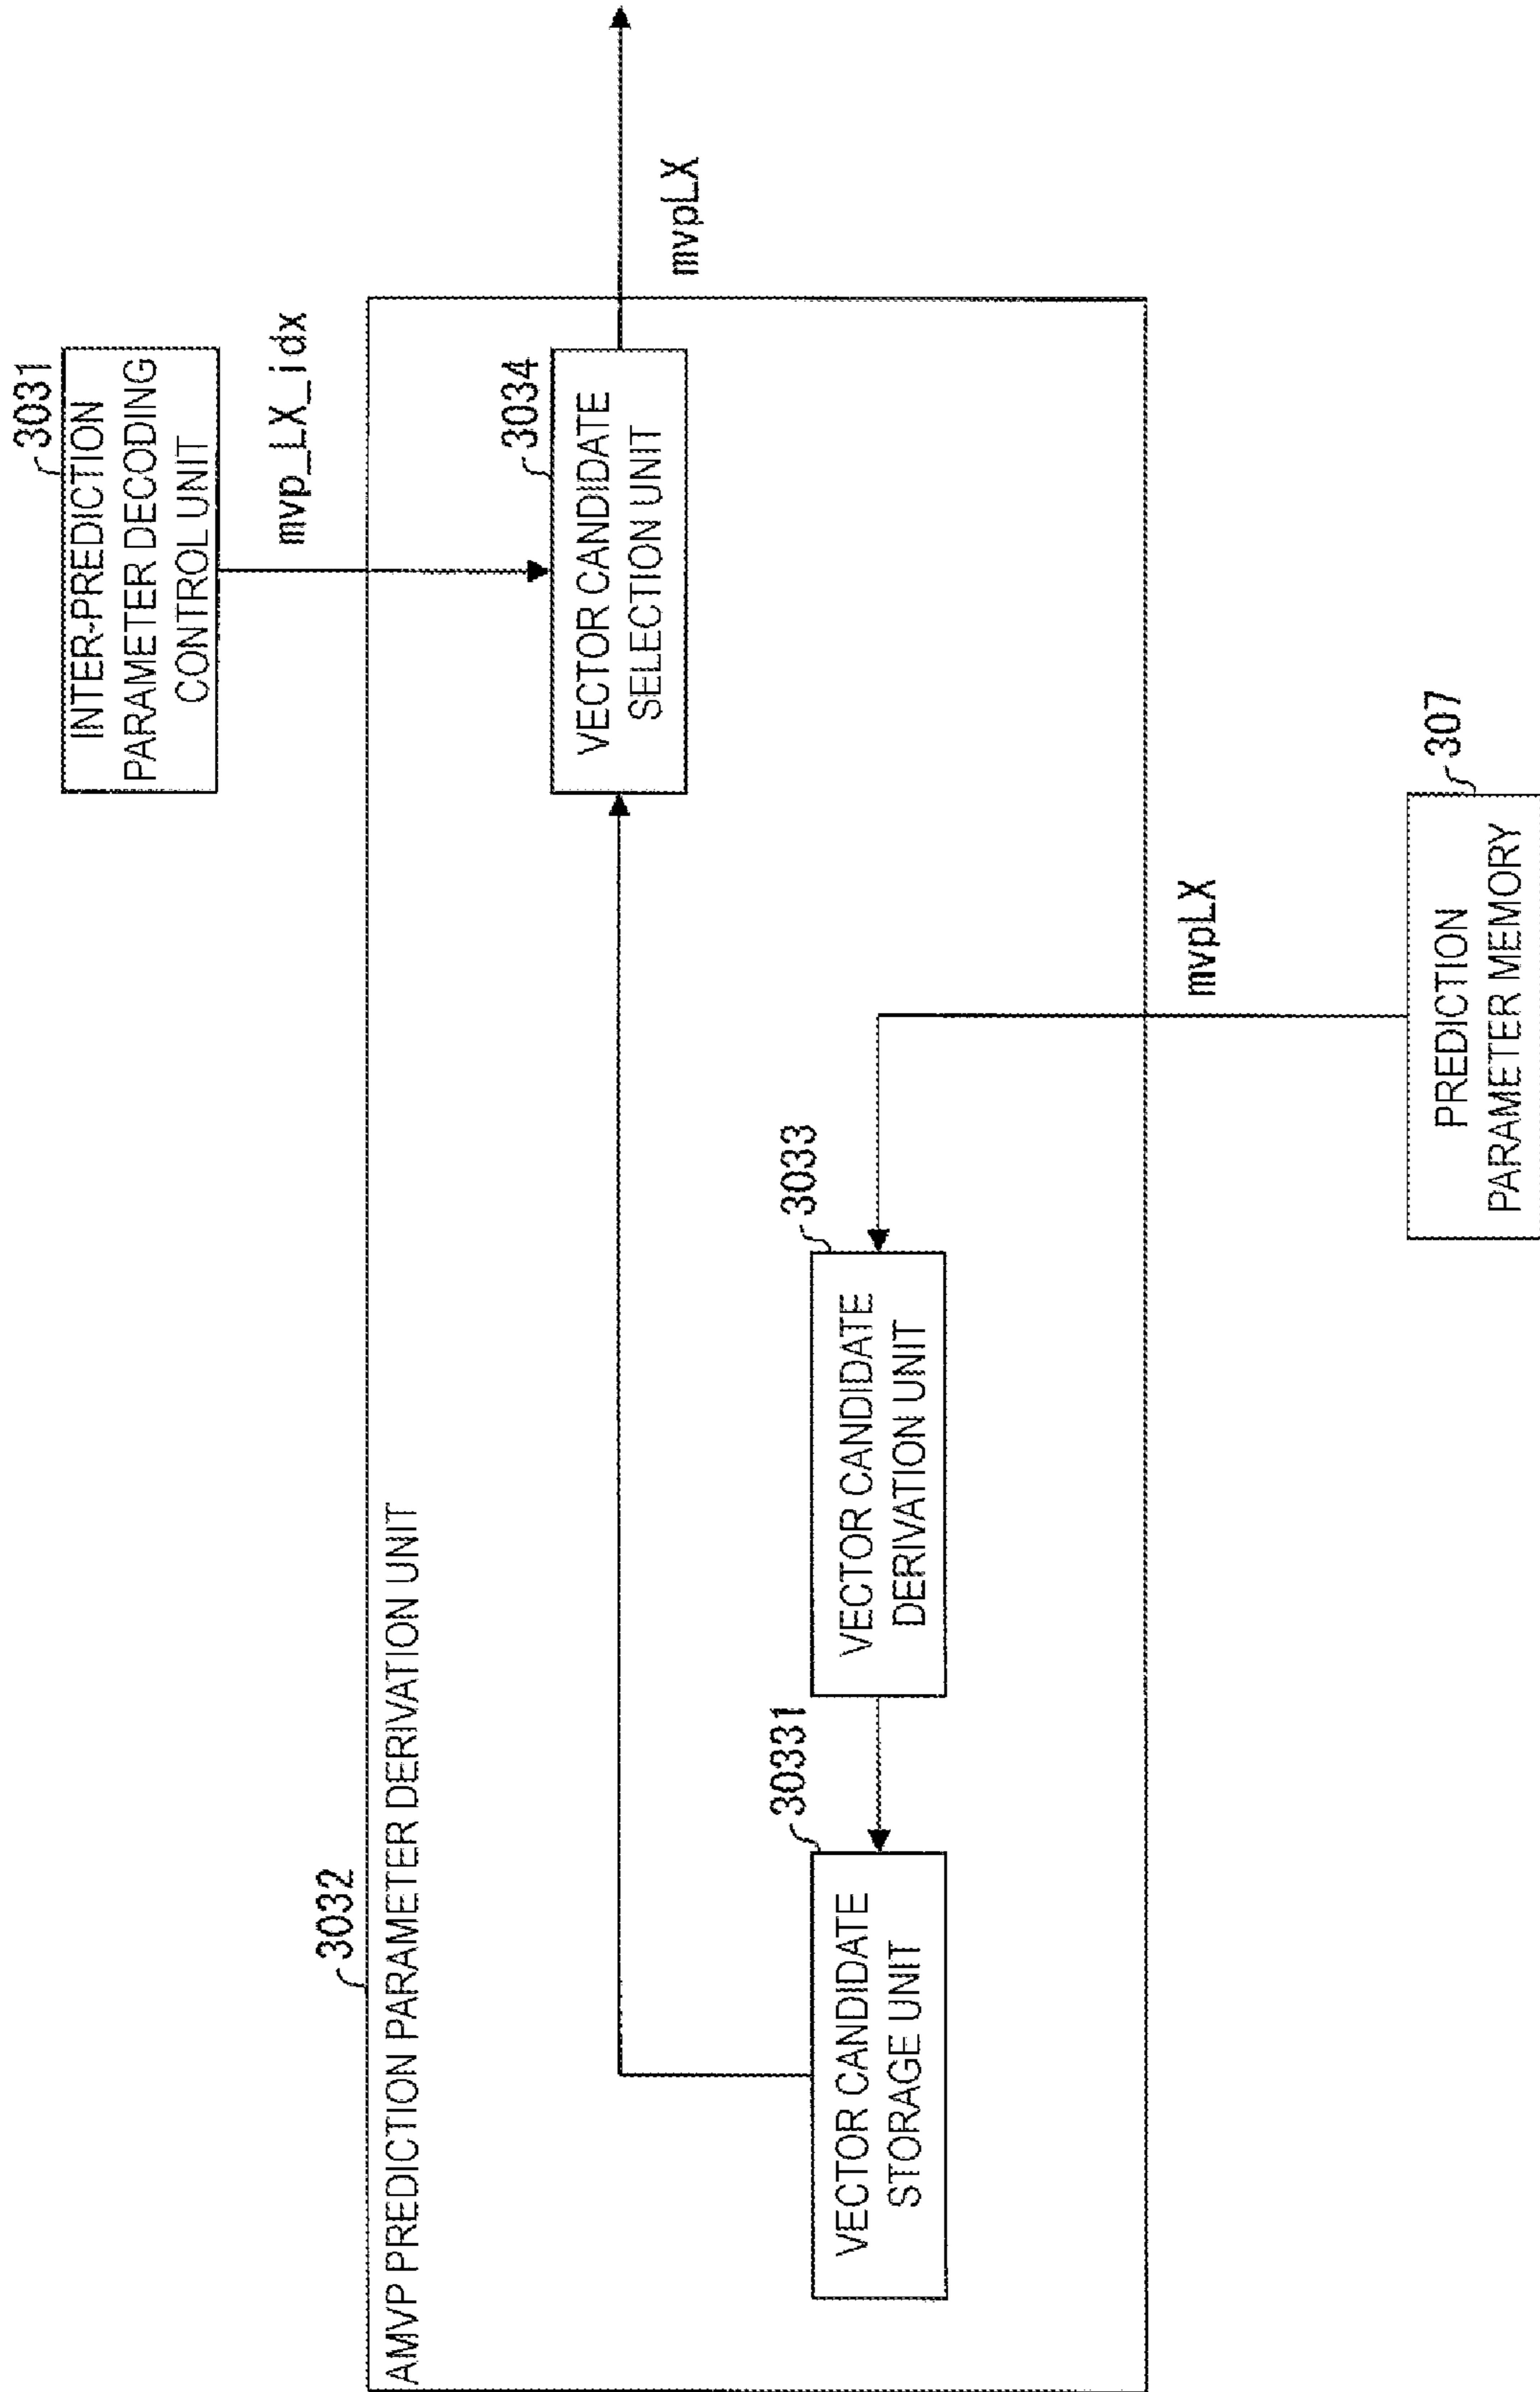 3031
INTER-PREDICTION
PARAMETER DECODING
CONTROL UNIT
mvp_LX_idx
3032
AMVP PREDICTION PARAMETER DERIVATION UNIT
3034
VECTOR CANDIDATE
SELECTION UNIT
mvpLX
30331
VECTOR CANDIDATE
STORAGE UNIT
3033
VECTOR CANDIDATE
DERIVATION UNIT
mvpLX
307
PREDICTION
PARAMETER MEMORY